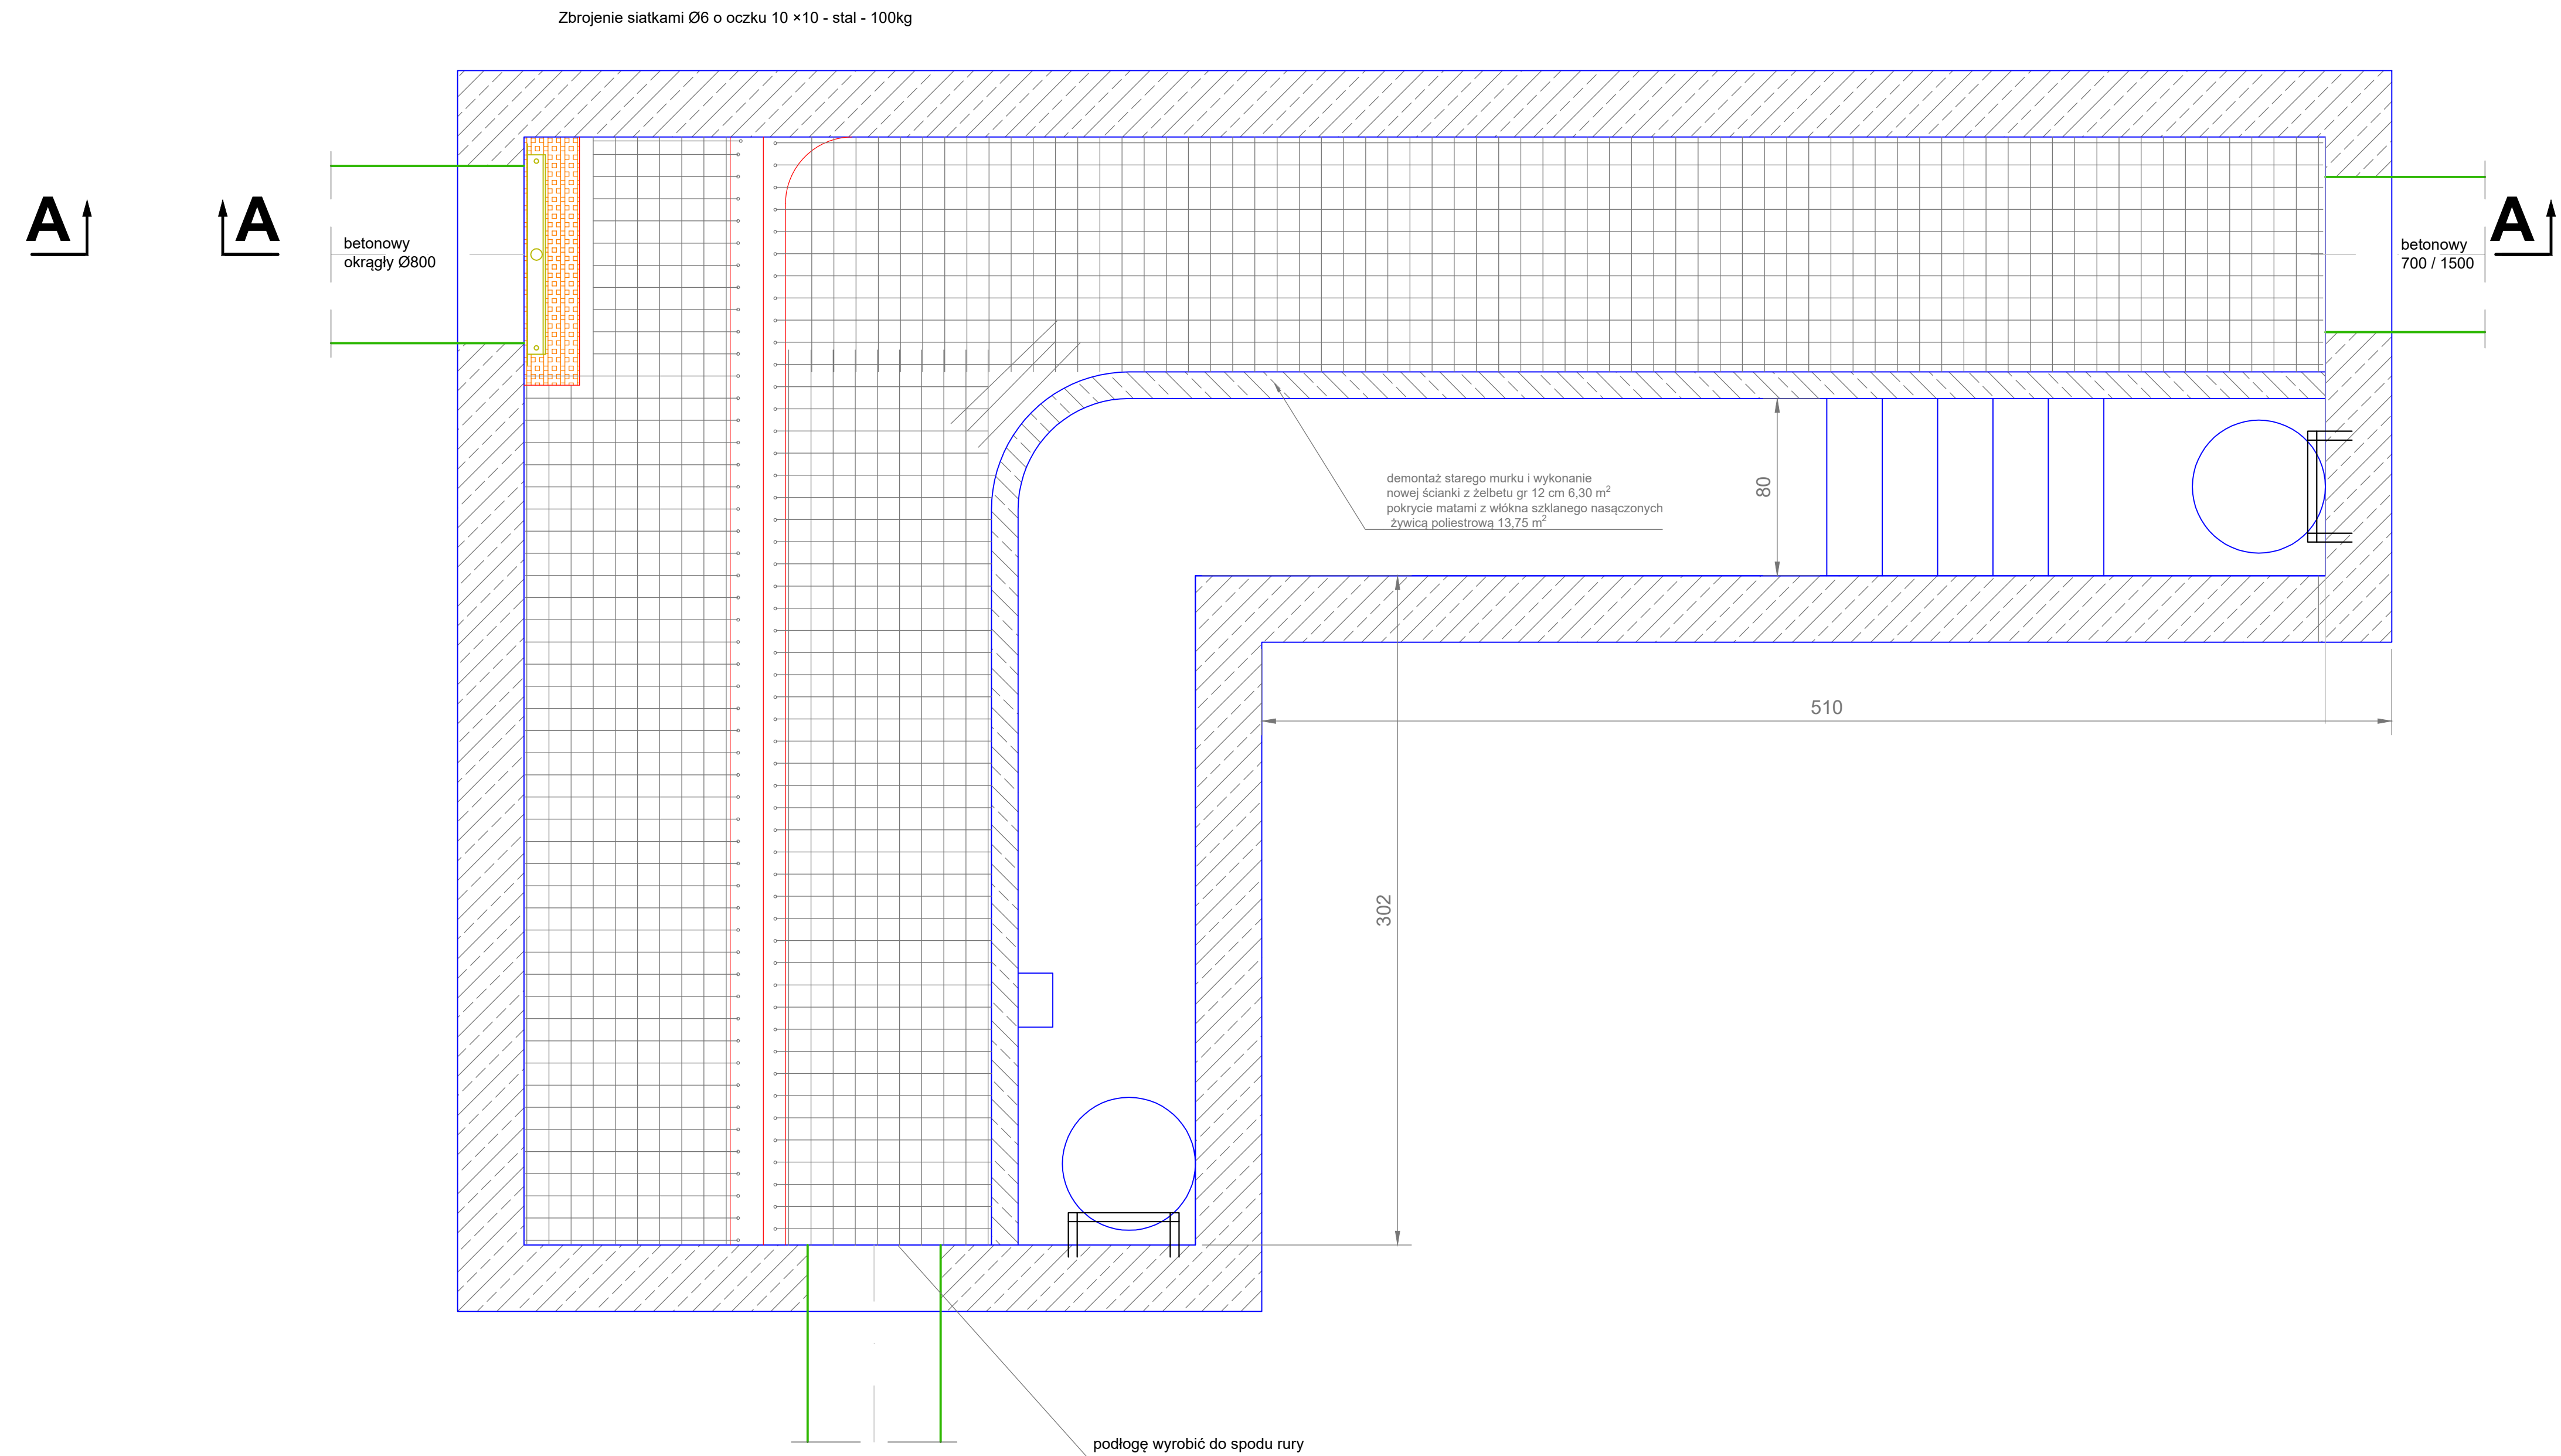 Zbrojenie siatkami Ø6 o oczku 10 ×10 - stal - 100kg
A
A
A
betonowy
okrągły Ø800
betonowy
700 / 1500
demontaż starego murku i wykonanie
nowej ścianki z żelbetu gr 12 cm 6,30 m²
pokrycie matami z włókna szklanego nasączonych
żywicą poliestrową 13,75 m²
80
510
302
podłogę wyrobić do spodu rury